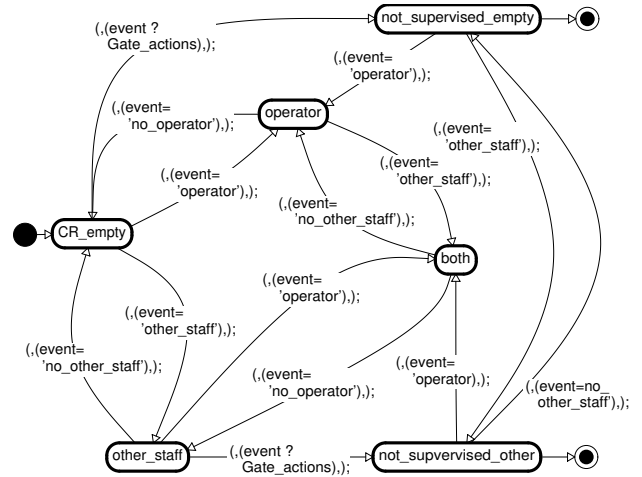 not_supervised_empty
(,(event ?
Gate_actions),);
(,(event=
'operator'),);
operator
(,(event=
'no_operator'),);
(,(event=
'other_staff'),);
(,(event=
'other_staff'),);
(,(event=
'operator'),);
(,(event=
'no_other_staff'),);
CR_empty
both
(,(event=
'operator'),);
(,(event=
'other_staff'),);
(,(event=
'no_other_staff'),);
(,(event=
'no_operator'),);
(,(event=
'operator),);
(,(event=no_
other_staff'),);
other_staff
(,(event ?
Gate_actions),);
not_supvervised_other